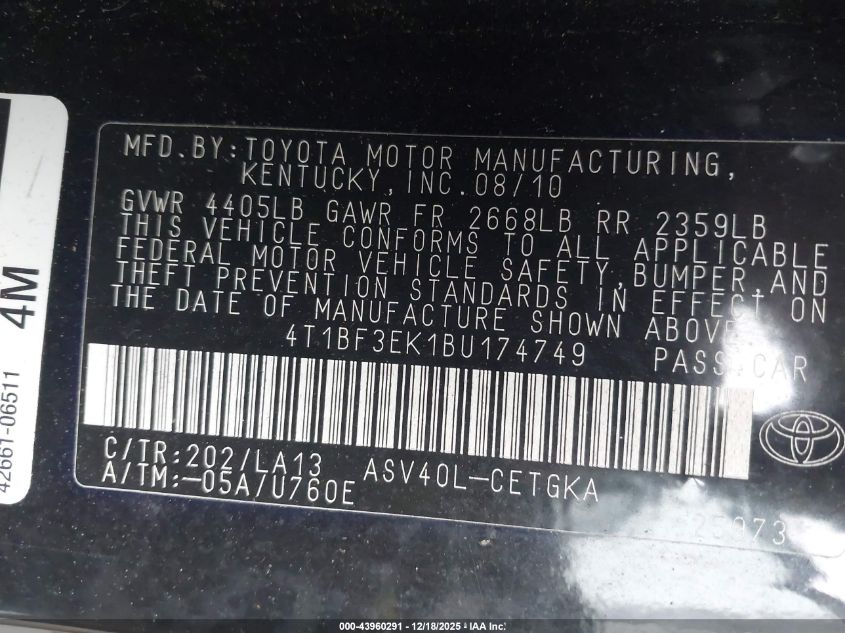 MFD.BY:TOYOTA MOTOR MANUFACTURING,
KENTUCKY,INC.08/10
GVWR 4405LB GAWR FR 2668LB RR 2359LB
THIS VEHICLE CONFORMS TO ALL APPLICABLE
FEDERAL MOTOR VEHICLE SAFETY,BUMPER,AND
THEFT PREVENTION STANDARDS IN EFFECT ON
THE DATE OF MANUFACTURE SHOWN ABOVE.
4T1BF3EK1BU174749 PASS.CAR
C/TR:202/LA13 ASV40L-CETGKA
A/TM:-05A/U760E
42661-06511 4M
000-43960291 - 12/18/2025 - IAA Inc.